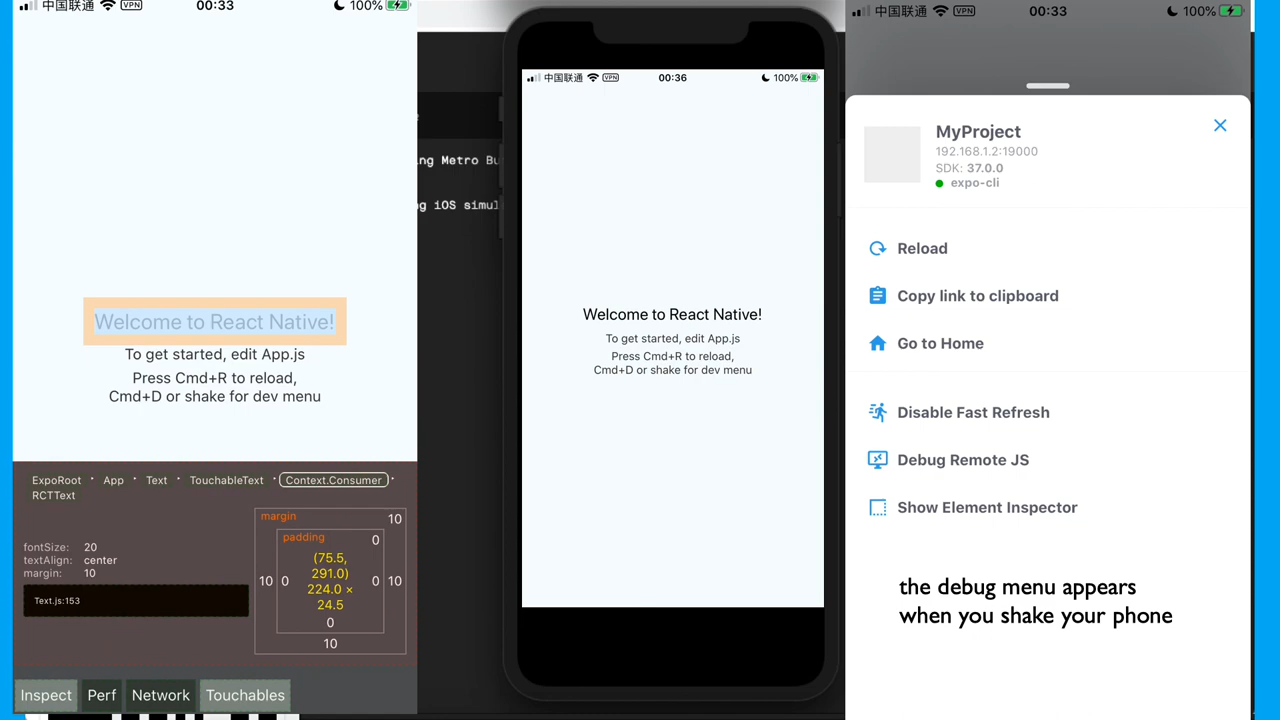 中国联通 VPN 00:33 100%
Welcome to React Native!
To get started, edit App.js
Press Cmd+R to reload,
Cmd+D or shake for dev menu
ExpoRoot App Text TouchableText Context.Consumer
RCTText
fontSize: 20
textAlign: center
margin: 10
Text.js:153
margin 10
padding 0
(75.5,
291.0)
10 0 224.0 × 0 10
24.5
0
10
Inspect Perf Network Touchables
ng Metro Bu
g iOS simul
中国联通 VPN 00:36 100%
Welcome to React Native!
To get started, edit App.js
Press Cmd+R to reload,
Cmd+D or shake for dev menu
中国联通 VPN 00:33 100%
MyProject
192.168.1.2:19000
SDK: 37.0.0
expo-cli
Reload
Copy link to clipboard
Go to Home
Disable Fast Refresh
Debug Remote JS
Show Element Inspector
the debug menu appears
when you shake your phone